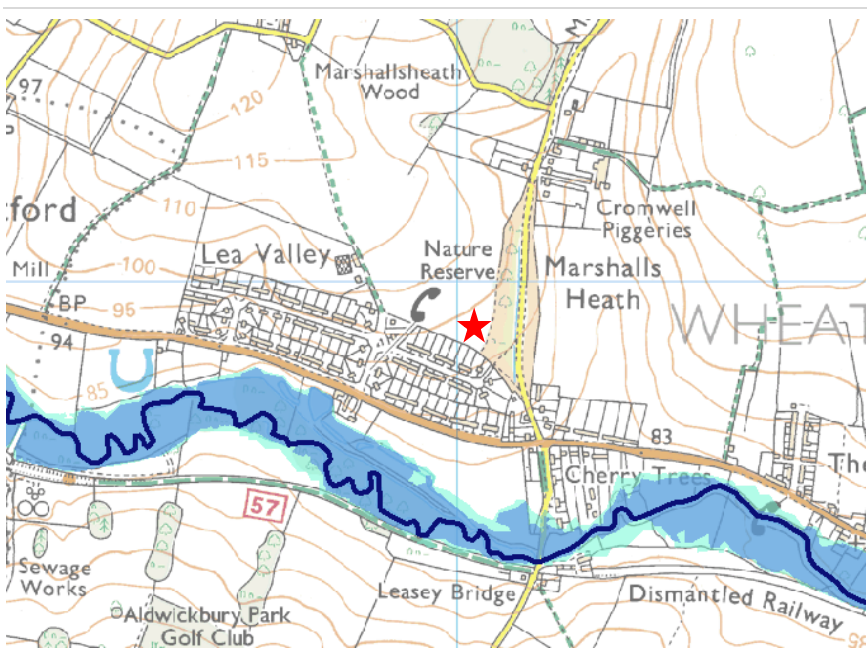 M
Marshallsheath
Wood
97
120
115
110
Cromwell
Piggeries
ford
Lea Valley
Nature
Reserve
Mill
100
Marshalls
Heath
BP
95
WHEAT
94
85
83
Cherry Trees
The
57
Sewage
Works
Leasey Bridge
Dismantled Railway
Aldwickbury Park
Golf Club
85